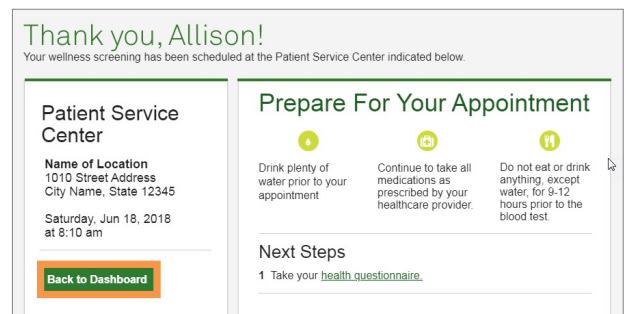 Thank you, Allison!
Your wellness screening has been scheduled at the Patient Service Center indicated below.
Patient Service
Center
Name of Location
1010 Street Address
City Name, State 12345
Saturday, Jun 18, 2018
at 8:10 am
Back to Dashboard
Prepare For Your Appointment
Drink plenty of
water prior to your
appointment
Continue to take all
medications as
prescribed by your
healthcare provider.
Do not eat or drink
anything, except
water, for 9-12
hours prior to the
blood test.
Next Steps
1 Take your health questionnaire.